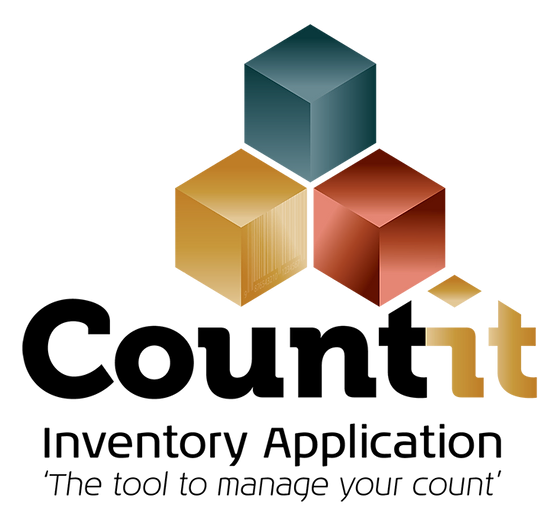 Countit
Inventory Application
‘The tool to manage your count’